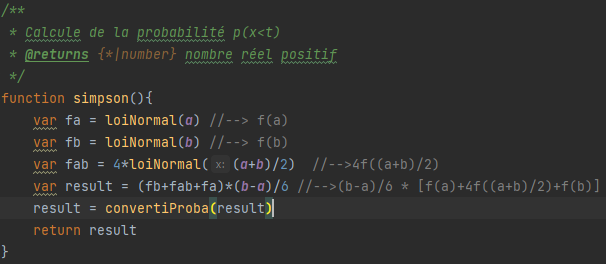 /**
 * Calcule de la probabilité p(x<t)
 * @returns {*|number} nombre réel positif
 */
function simpson(){
    var fa = loiNormal(a) //--> f(a)
    var fb = loiNormal(b) //--> f(b)
    var fab = 4*loiNormal( x: (a+b)/2)  //-->4f((a+b)/2)
    var result = (fb+fab+fa)*(b-a)/6 //-->(b-a)/6 * [f(a)+4f((a+b)/2)+f(b)]
    result = convertiProba(result)
    return result
}